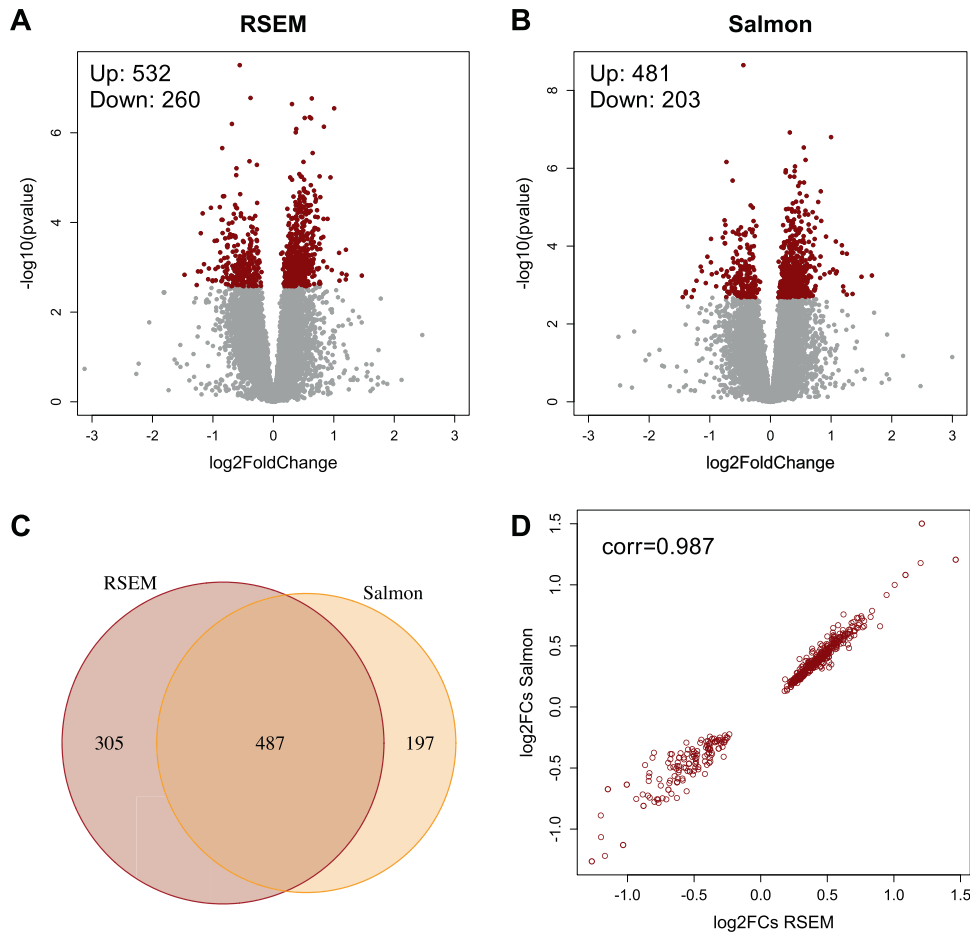 A
RSEM
Up: 532
Down: 260
-log10(pvalue)
6
4
2
0
-3 -2 -1 0 1 2 3
log2FoldChange
B
Salmon
Up: 481
Down: 203
-log10(pvalue)
8
6
4
2
0
-3 -2 -1 0 1 2 3
log2FoldChange
C
RSEM
Salmon
305
487
197
D
corr=0.987
log2FCs Salmon
1.5
1.0
0.5
0.0
-0.5
-1.0
-1.0 -0.5 0.0 0.5 1.0 1.5
log2FCs RSEM